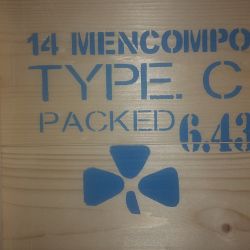 14 MENCOMPO
TYPE. C
PACKED 6.43